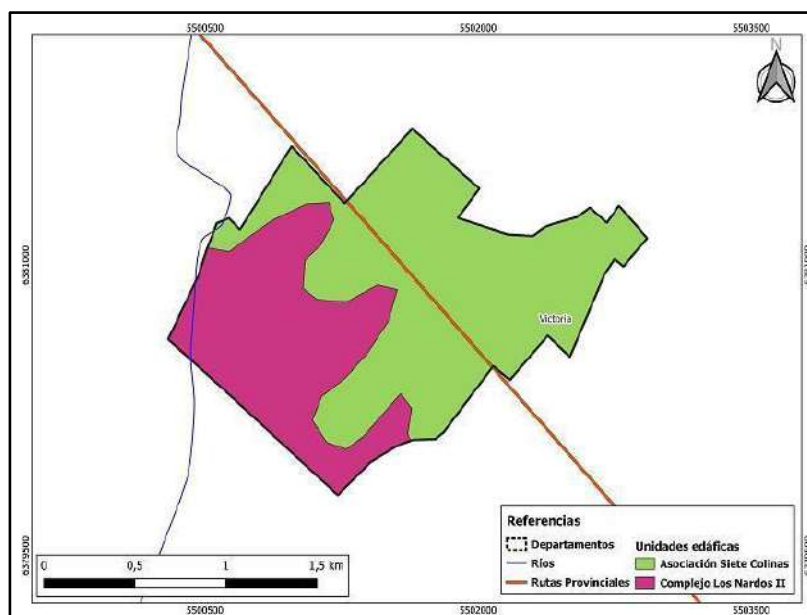 5500500
5502000
5503500
N
6381000
6381000
Victoria
6379500
Referencias
Departamentos
Ríos
Rutas Provinciales
Unidades edáficas
Asociación Siete Colinas
Complejo Los Nardos II
0
0,5
1
1,5 km
5500500
5502000
5503500